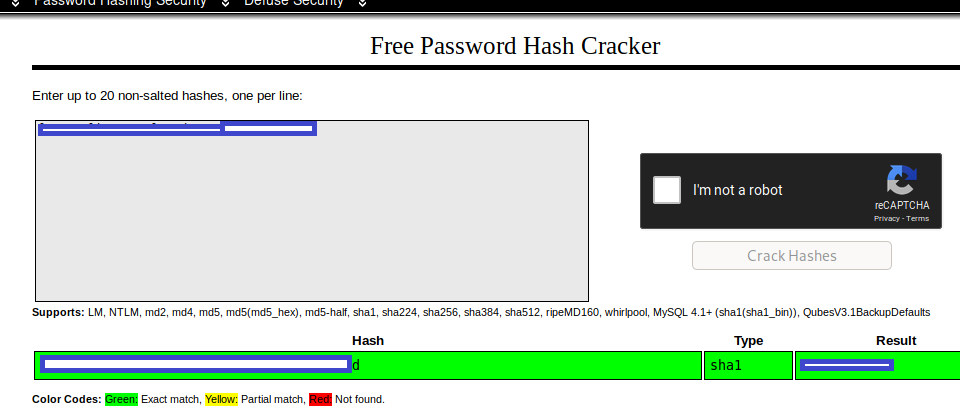 Password Hashing Security
Defuse Security
Free Password Hash Cracker
Enter up to 20 non-salted hashes, one per line:
I'm not a robot
reCAPTCHA
Privacy - Terms
Crack Hashes
Supports: LM, NTLM, md2, md4, md5, md5(md5_hex), md5-half, sha1, sha224, sha256, sha384, sha512, ripeMD160, whirlpool, MySQL 4.1+ (sha1(sha1_bin)), QubesV3.1BackupDefaults
Hash Type Result
d sha1
Color Codes: Green: Exact match, Yellow: Partial match, Red: Not found.